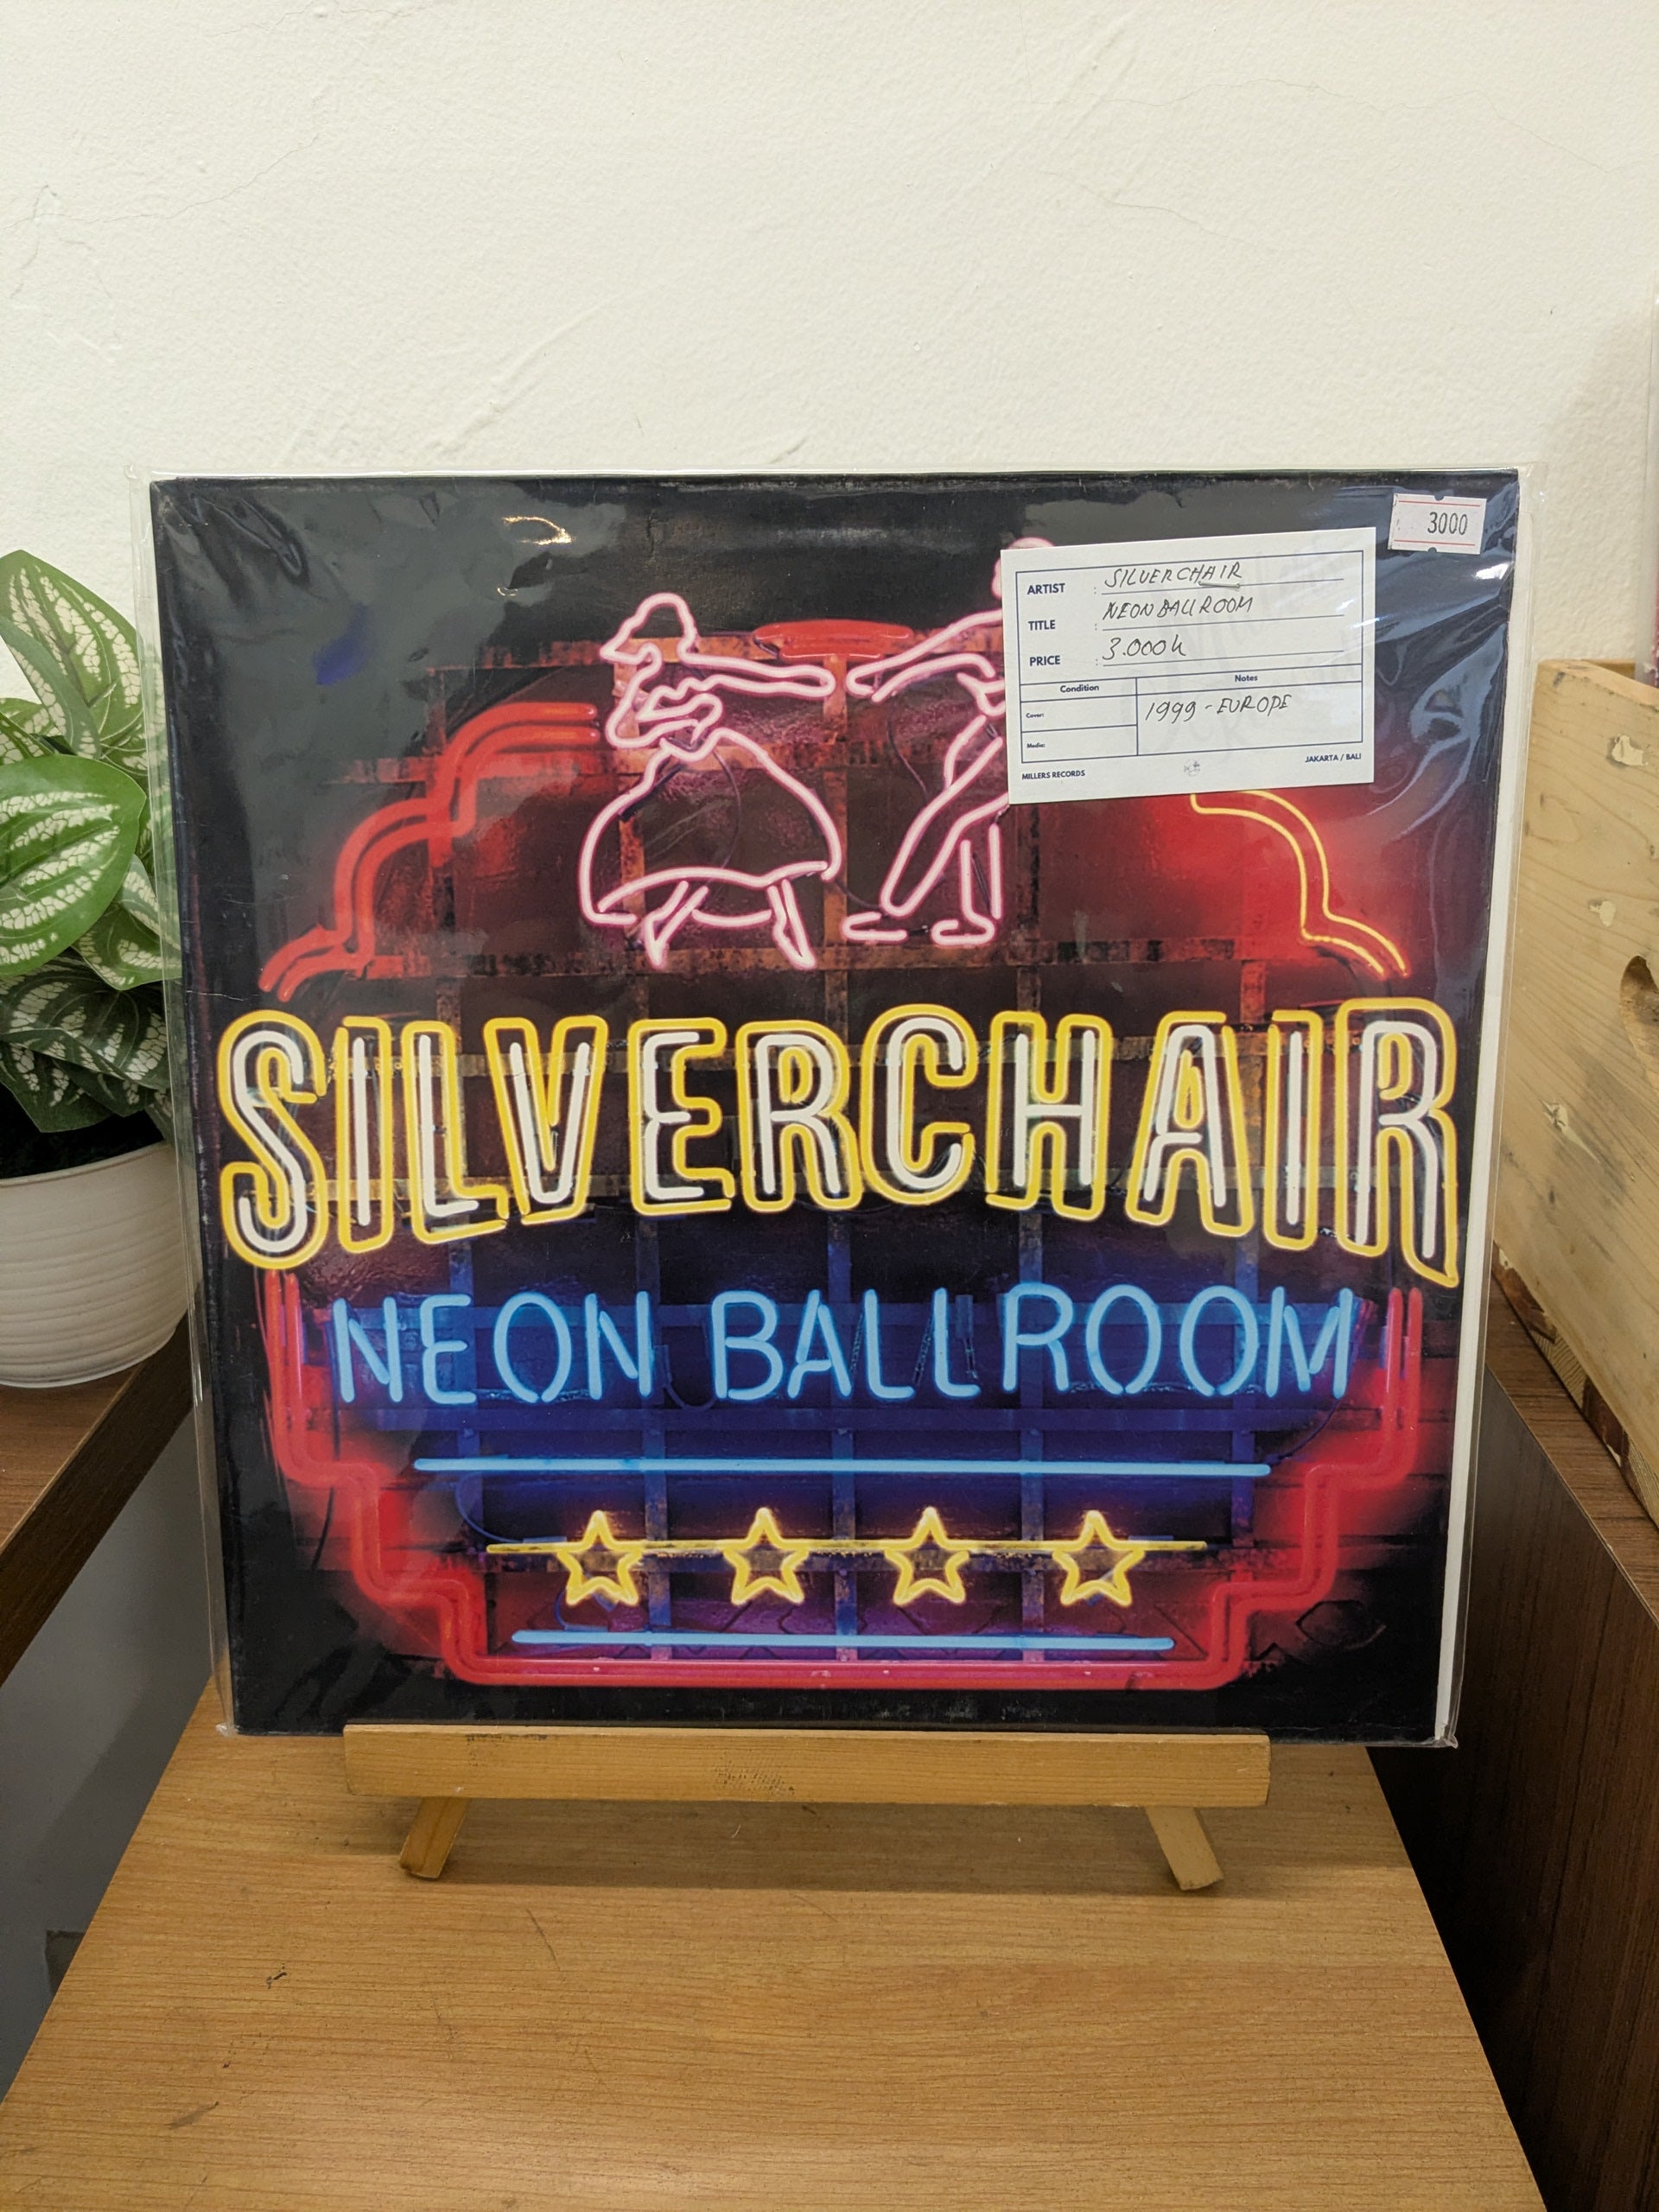 3000
ARTIST : SILVERCHAIR
TITLE : NEON BALLROOM
PRICE : 3.000k
Condition Notes
Cover: 1999 - EUROPE
Media:
MILLERS RECORDS JAKARTA / BALI
SILVERCHAIR
NEON BALLROOM